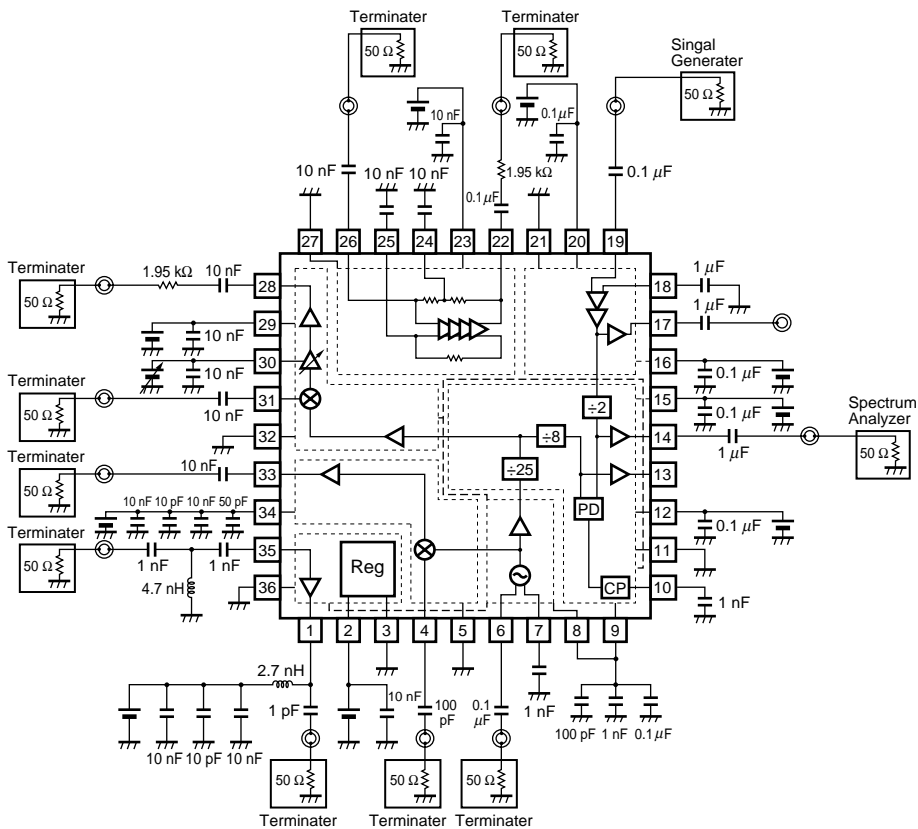 Terminater
50 Ω
Terminater
50 Ω
Singal
Generater
50 Ω
10 nF
0.1 µF
10 nF
10 nF
10 nF
0.1 µF
1.95 kΩ
0.1 µF
27
26
25
24
23
22
21
20
19
Terminater
50 Ω
1.95 kΩ
10 nF
28
18
1 µF
29
10 nF
17
1 µF
30
10 nF
16
0.1 µF
Terminater
50 Ω
10 nF
31
15
0.1 µF
÷2
Spectrum
Analyzer
50 Ω
32
÷8
14
1 µF
Terminater
50 Ω
10 nF
33
÷25
13
10 nF
10 pF
10 nF
50 pF
34
PD
12
0.1 µF
Terminater
50 Ω
1 nF
1 nF
35
11
4.7 nH
36
Reg
CP
10
1 nF
1
2
3
4
5
6
7
8
9
2.7 nH
1 pF
10 nF
100
pF
0.1
µF
1 nF
10 nF
10 pF
10 nF
100 pF
1 nF
0.1 µF
50 Ω
Terminater
50 Ω
Terminater
50 Ω
Terminater